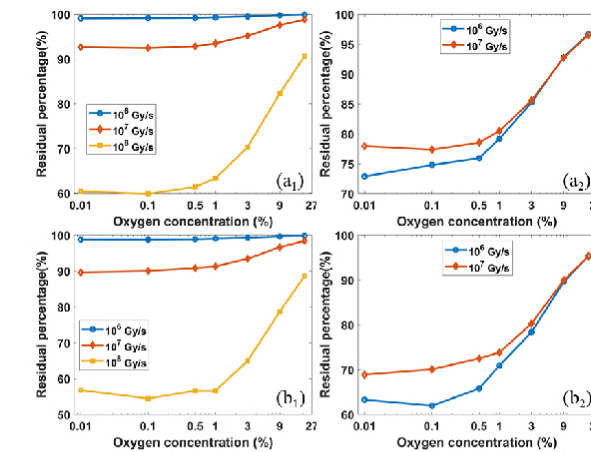 100
90
80
70
60
Residual percentage(%)
10⁸ Gy/s
10⁷ Gy/s
10⁸ Gy/s
(a₁)
0.01 0.1 0.5 1 3 9 27
Oxygen concentration (%)
100
95
90
85
80
75
70
Residual percentage(%)
10⁶ Gy/s
10⁷ Gy/s
(a₂)
0.01 0.1 0.5 1 3 9 27
Oxygen concentration (%)
100
90
80
70
60
50
Residual percentage(%)
10⁶ Gy/s
10⁷ Gy/s
10⁸ Gy/s
(b₁)
0.01 0.1 0.5 1 3 9 27
Oxygen concentration (%)
100
90
80
70
60
Residual percentage(%)
10⁶ Gy/s
10⁷ Gy/s
(b₂)
0.01 0.1 0.5 1 3 9 27
Oxygen concentration (%)